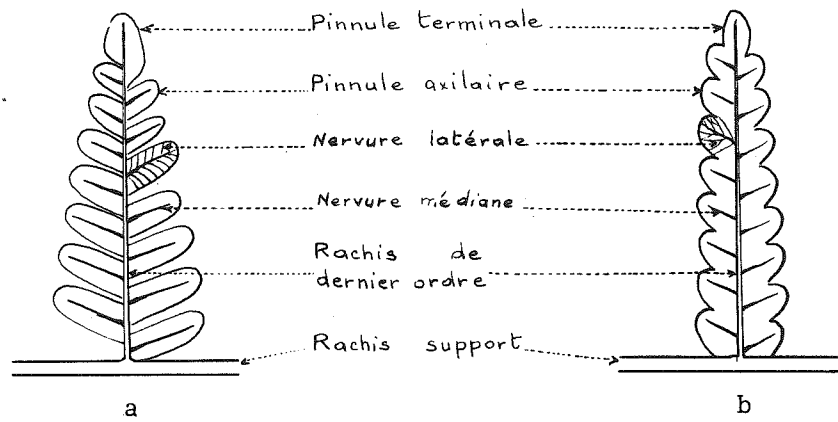 Pinnule terminale
Pinnule axilaire
Nervure latérale
Nervure médiane
Rachis de
dernier ordre
Rachis support
a
b